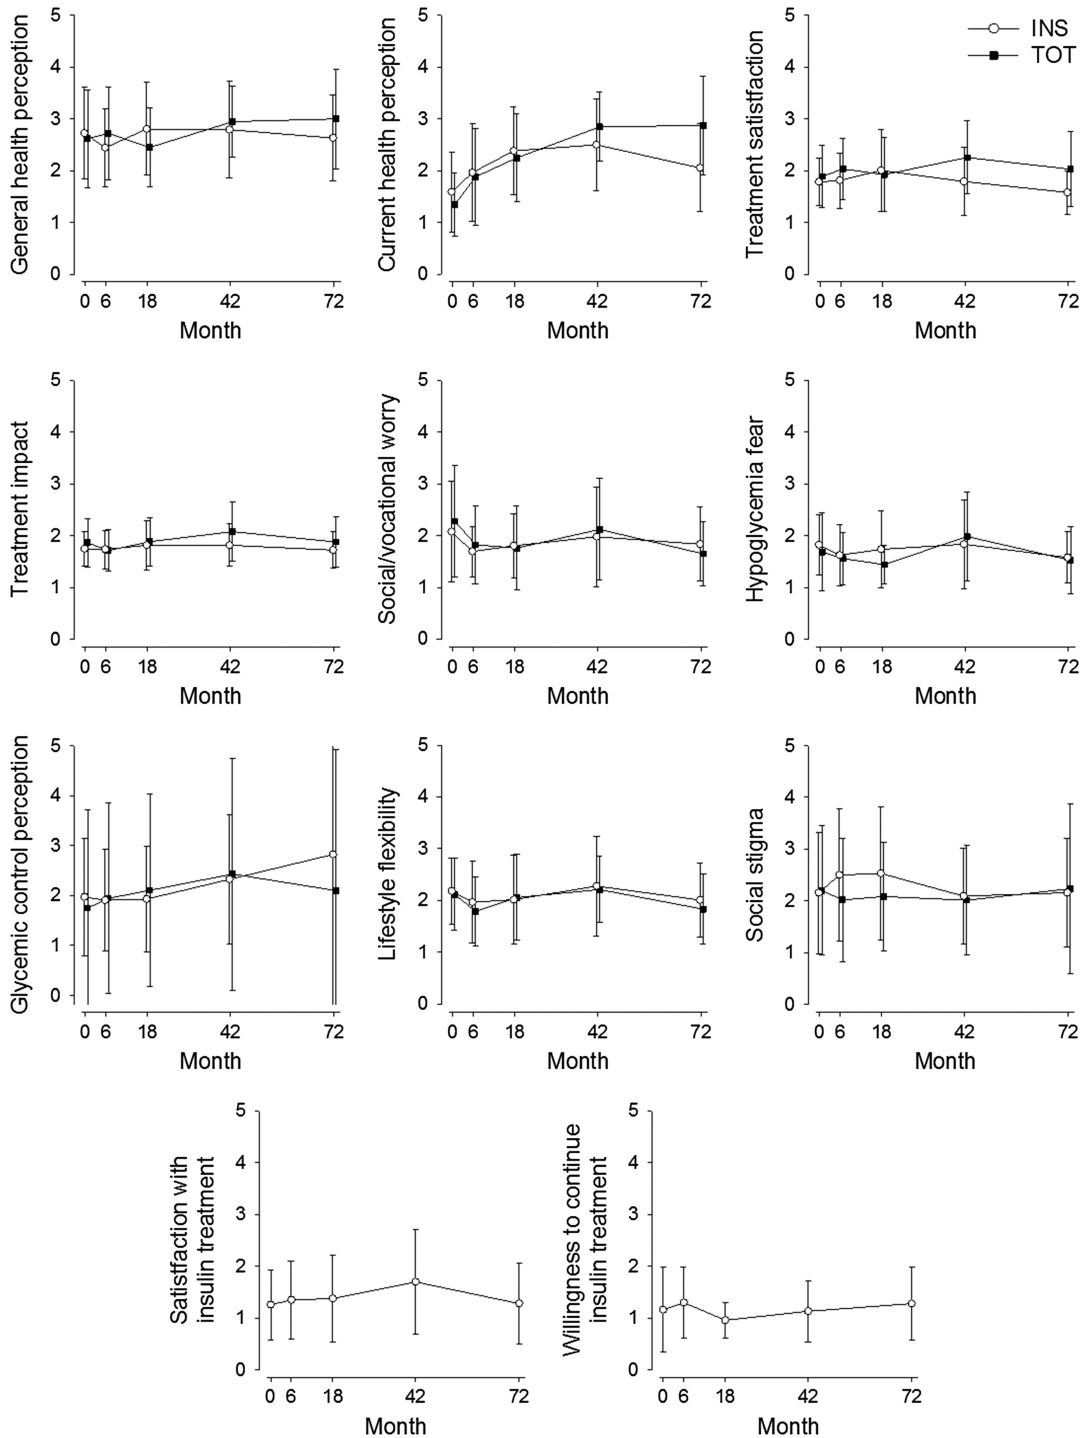 INS
TOT
General health perception
5
4
3
2
1
0
0 6 18 42 72
Month
Current health perception
5
4
3
2
1
0
0 6 18 42 72
Month
Treatment satistfaction
5
4
3
2
1
0
0 6 18 42 72
Month
Treatment impact
5
4
3
2
1
0
0 6 18 42 72
Month
Social/vocational worry
5
4
3
2
1
0
0 6 18 42 72
Month
Hypoglycemia fear
5
4
3
2
1
0
0 6 18 42 72
Month
Glycemic control perception
5
4
3
2
1
0
0 6 18 42 72
Month
Lifestyle flexibility
5
4
3
2
1
0
0 6 18 42 72
Month
Social stigma
5
4
3
2
1
0
0 6 18 42 72
Month
Satistfaction with
insulin treatment
5
4
3
2
1
0
0 6 18 42 72
Month
Willingness to continue
insulin treatment
5
4
3
2
1
0
0 6 18 42 72
Month